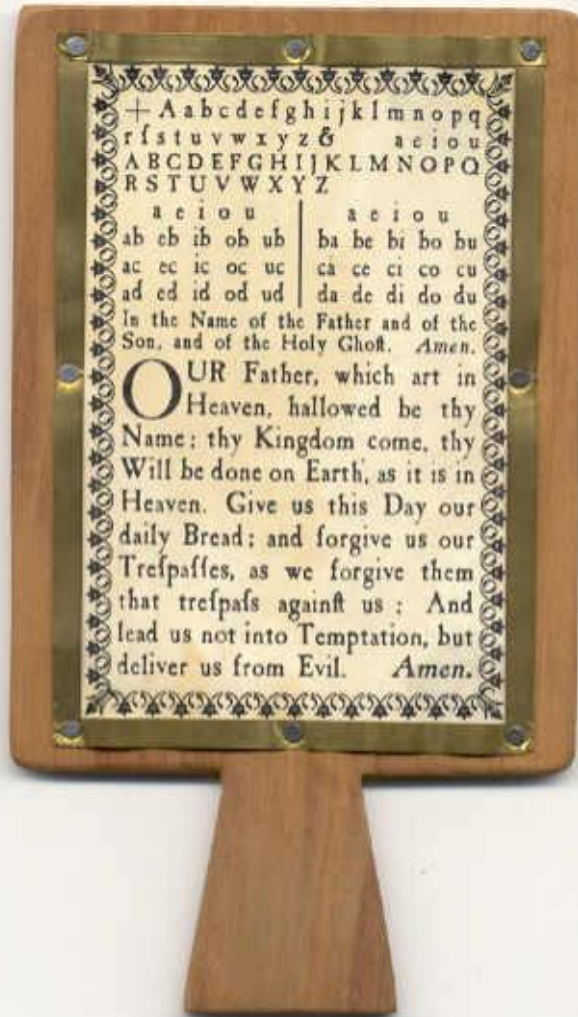 + A a b c d e f g h i j k l m n o p q
r ſ s t u v w x y z & a e i o u
A B C D E F G H I J K L M N O P Q
R S T U V W X Y Z
a e i o u | a e i o u
ab eb ib ob ub | ba be bi bo bu
ac ec ic oc uc | ca ce ci co cu
ad ed id od ud | da de di do du
In the Name of the Father and of the
Son, and of the Holy Ghoſt. Amen.
OUR Father, which art in
Heaven, hallowed be thy
Name; thy Kingdom come, thy
Will be done on Earth, as it is in
Heaven. Give us this Day our
daily Bread; and forgive us our
Treſpaſſes, as we forgive them
that treſpaſs againſt us : And
lead us not into Temptation, but
deliver us from Evil. Amen.